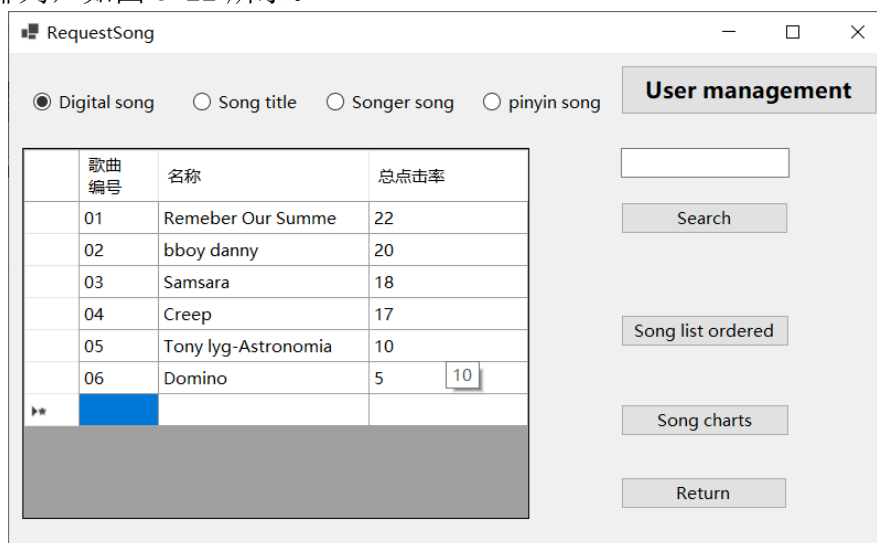 RequestSong
Digital song Song title Songer song pinyin song
User management
歌曲
编号 名称 总点击率
01 Remeber Our Summe 22
02 bboy danny 20
03 Samsara 18
04 Creep 17
05 Tony lyg-Astronomia 10
06 Domino 5
10
Search
Song list ordered
Song charts
Return